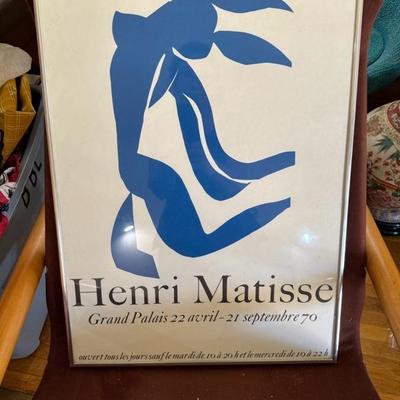 Henri Matisse
Grand Palais 22 avril-21 septembre 70
ouvert tous les jours sauf le mardi de 10 à 20 h et le mercredi de 10 à 22 h